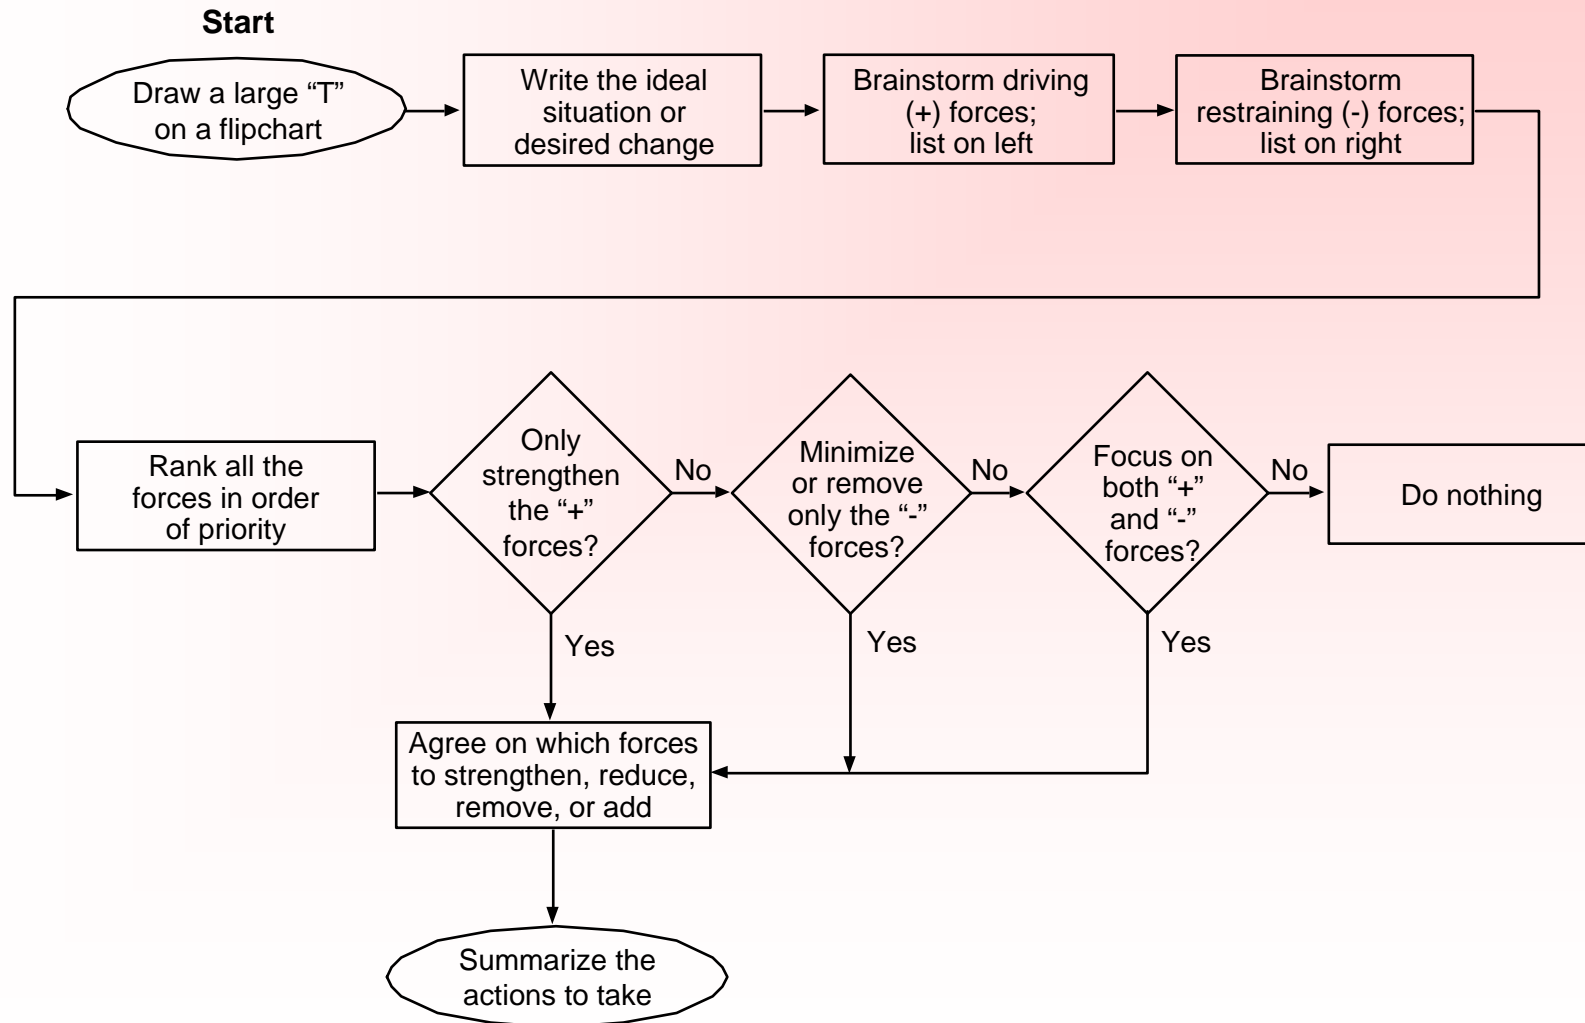 Start
Draw a large “T”
on a flipchart
Write the ideal
situation or
desired change
Brainstorm driving
(+) forces;
list on left
Brainstorm
restraining (-) forces;
list on right
Rank all the
forces in order
of priority
Only
strengthen
the “+”
forces?
No
Minimize
or remove
only the “-”
forces?
No
Focus on
both “+”
and “-”
forces?
No
Do nothing
Yes
Yes
Yes
Agree on which forces
to strengthen, reduce,
remove, or add
Summarize the
actions to take